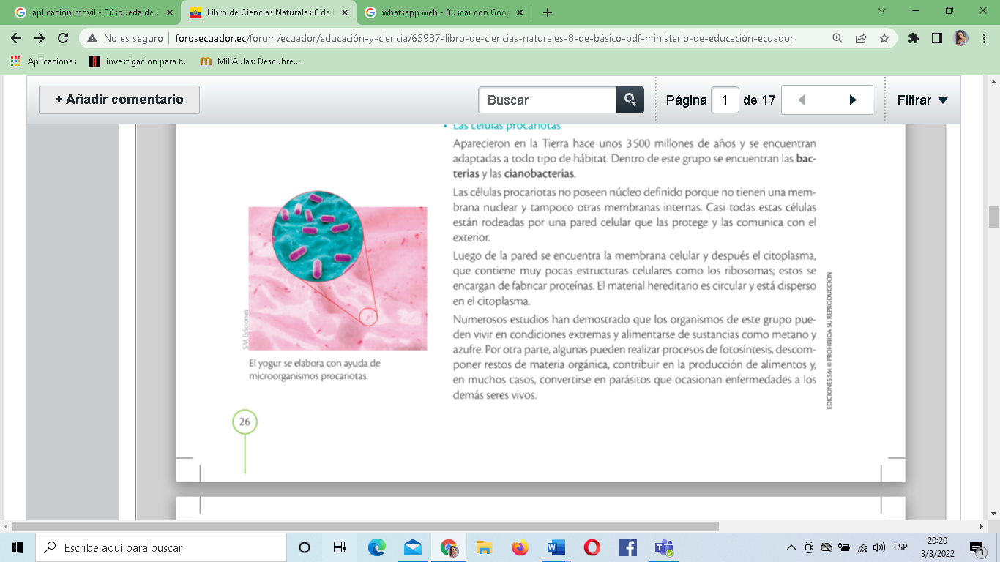 aplicacion movil - Búsqueda de G
Libro de Ciencias Naturales 8 de b
whatsapp web - Buscar con Goog
No es seguro
forosecuador.ec/forum/ecuador/educación-y-ciencia/63937-libro-de-ciencias-naturales-8-de-básico-pdf-ministerio-de-educación-ecuador
Aplicaciones
investigacion para t...
Mil Aulas: Descubre...
+ Añadir comentario
Buscar
Página 1 de 17
Filtrar
• Las células procariotas
Aparecieron en la Tierra hace unos 3 500 millones de años y se encuentran
adaptadas a todo tipo de hábitat. Dentro de este grupo se encuentran las bac-
terias y las cianobacterias.
Las células procariotas no poseen núcleo definido porque no tienen una mem-
brana nuclear y tampoco otras membranas internas. Casi todas estas células
están rodeadas por una pared celular que las protege y las comunica con el
exterior.
Luego de la pared se encuentra la membrana celular y después el citoplasma,
que contiene muy pocas estructuras celulares como los ribosomas; estos se
encargan de fabricar proteínas. El material hereditario es circular y está disperso
en el citoplasma.
Numerosos estudios han demostrado que los organismos de este grupo pue-
den vivir en condiciones extremas y alimentarse de sustancias como metano y
azufre. Por otra parte, algunas pueden realizar procesos de fotosíntesis, descom-
poner restos de materia orgánica, contribuir en la producción de alimentos y,
en muchos casos, convertirse en parásitos que ocasionan enfermedades a los
demás seres vivos.
SM Ediciones
El yogur se elabora con ayuda de
microorganismos procariotas.
EDICIONES SM © PROHIBIDA SU REPRODUCCIÓN
26
Escribe aquí para buscar
ESP
20:20
3/3/2022
3